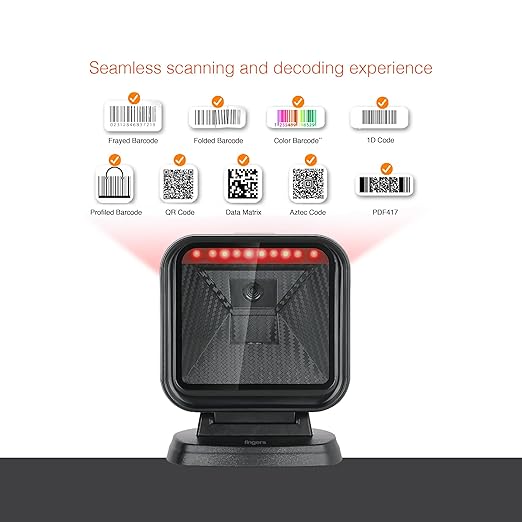 Seamless scanning and decoding experience
Frayed Barcode
Folded Barcode
Color Barcode
1D Code
Profiled Barcode
QR Code
Data Matrix
Aztec Code
PDF417
fingers